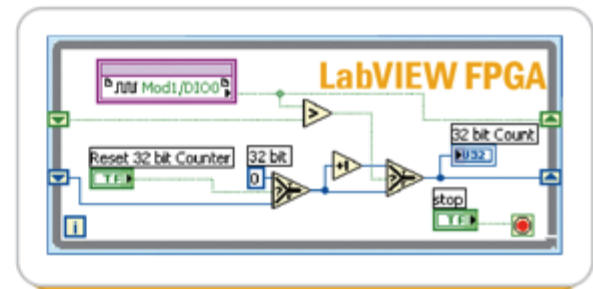 LabVIEW FPGA
Mod1/DIO0
32 bit Count
U32
Reset 32 bit Counter
32 bit
TF
0
+1
stop
TF
i